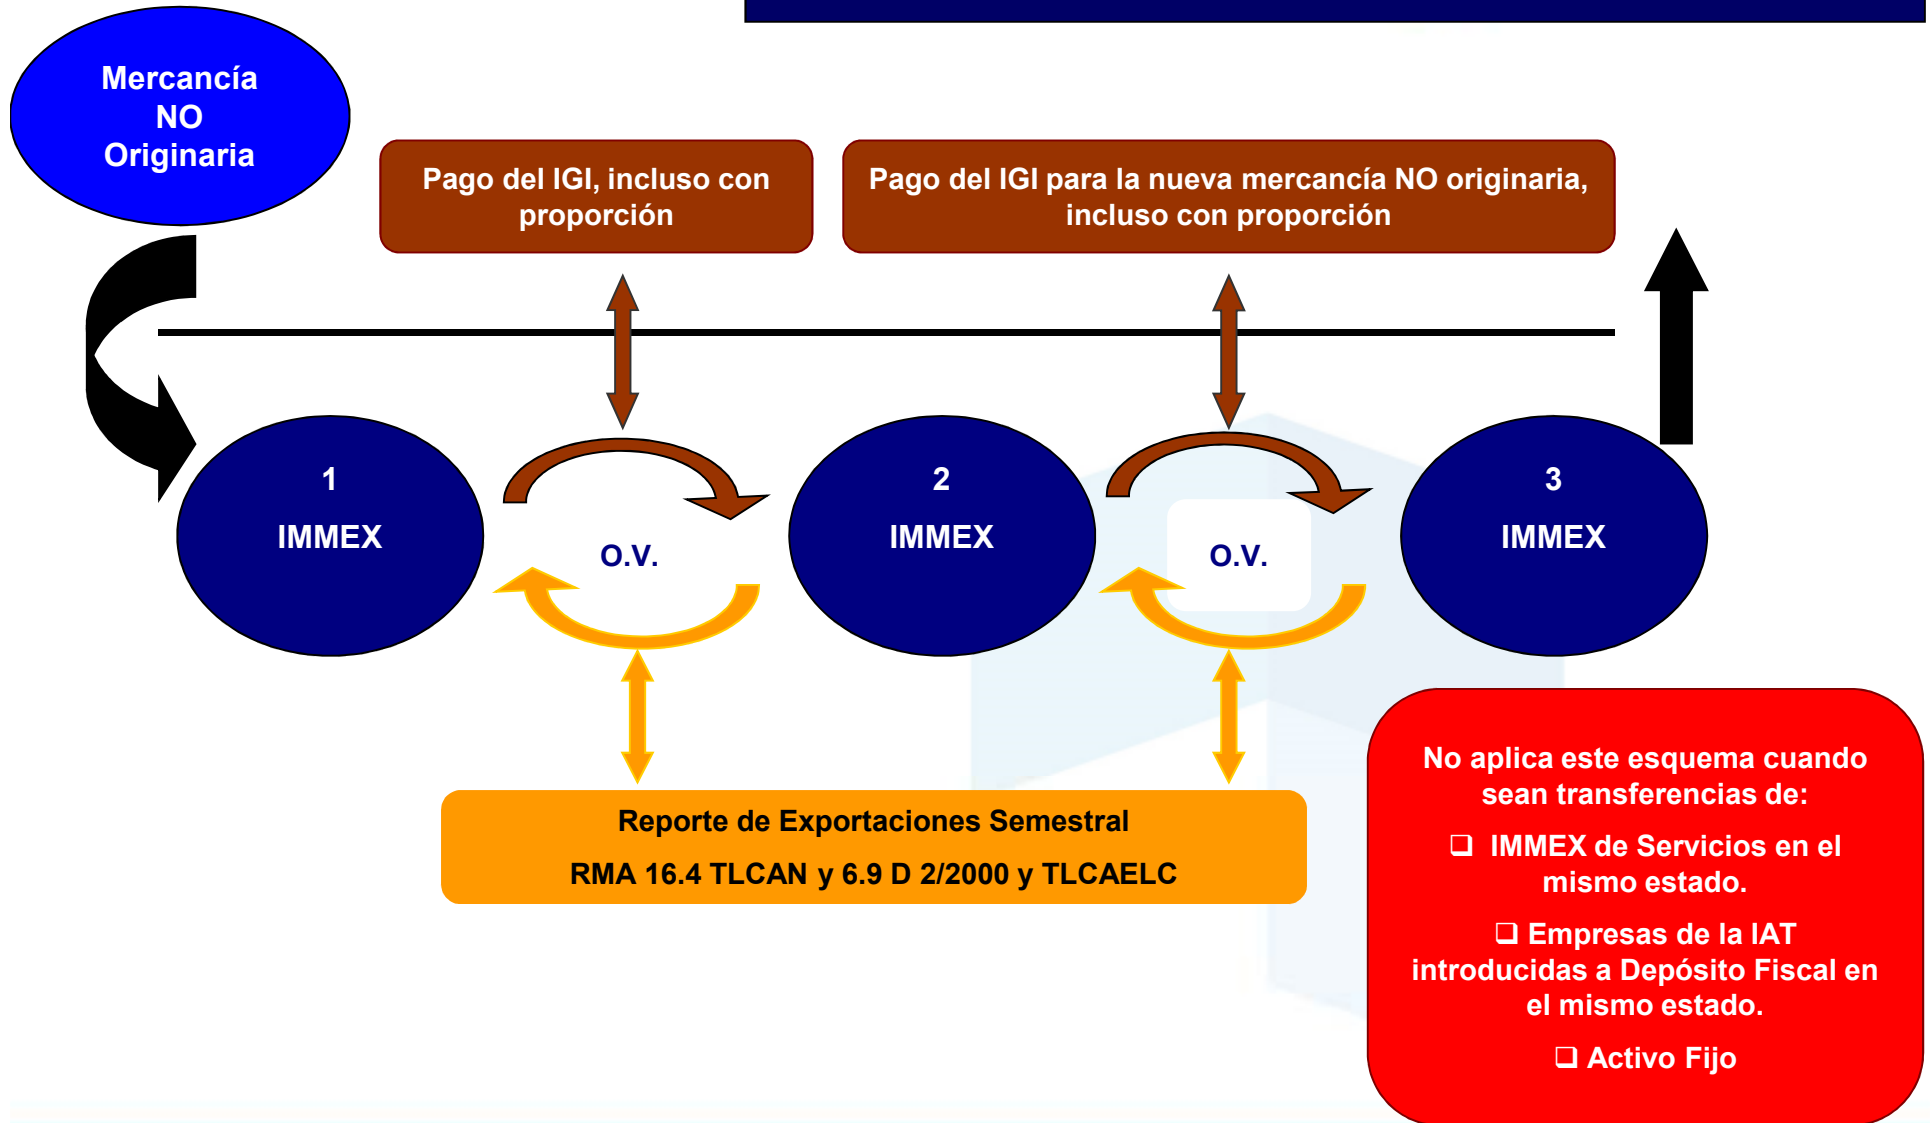 Mercancía
NO
Originaria
Pago del IGI, incluso con
proporción
Pago del IGI para la nueva mercancía NO originaria,
incluso con proporción
1
IMMEX
O.V.
2
IMMEX
O.V.
3
IMMEX
Reporte de Exportaciones Semestral
RMA 16.4 TLCAN y 6.9 D 2/2000 y TLCAELC
No aplica este esquema cuando
sean transferencias de:
❑ IMMEX de Servicios en el
mismo estado.
❑ Empresas de la IAT
introducidas a Depósito Fiscal en
el mismo estado.
❑ Activo Fijo